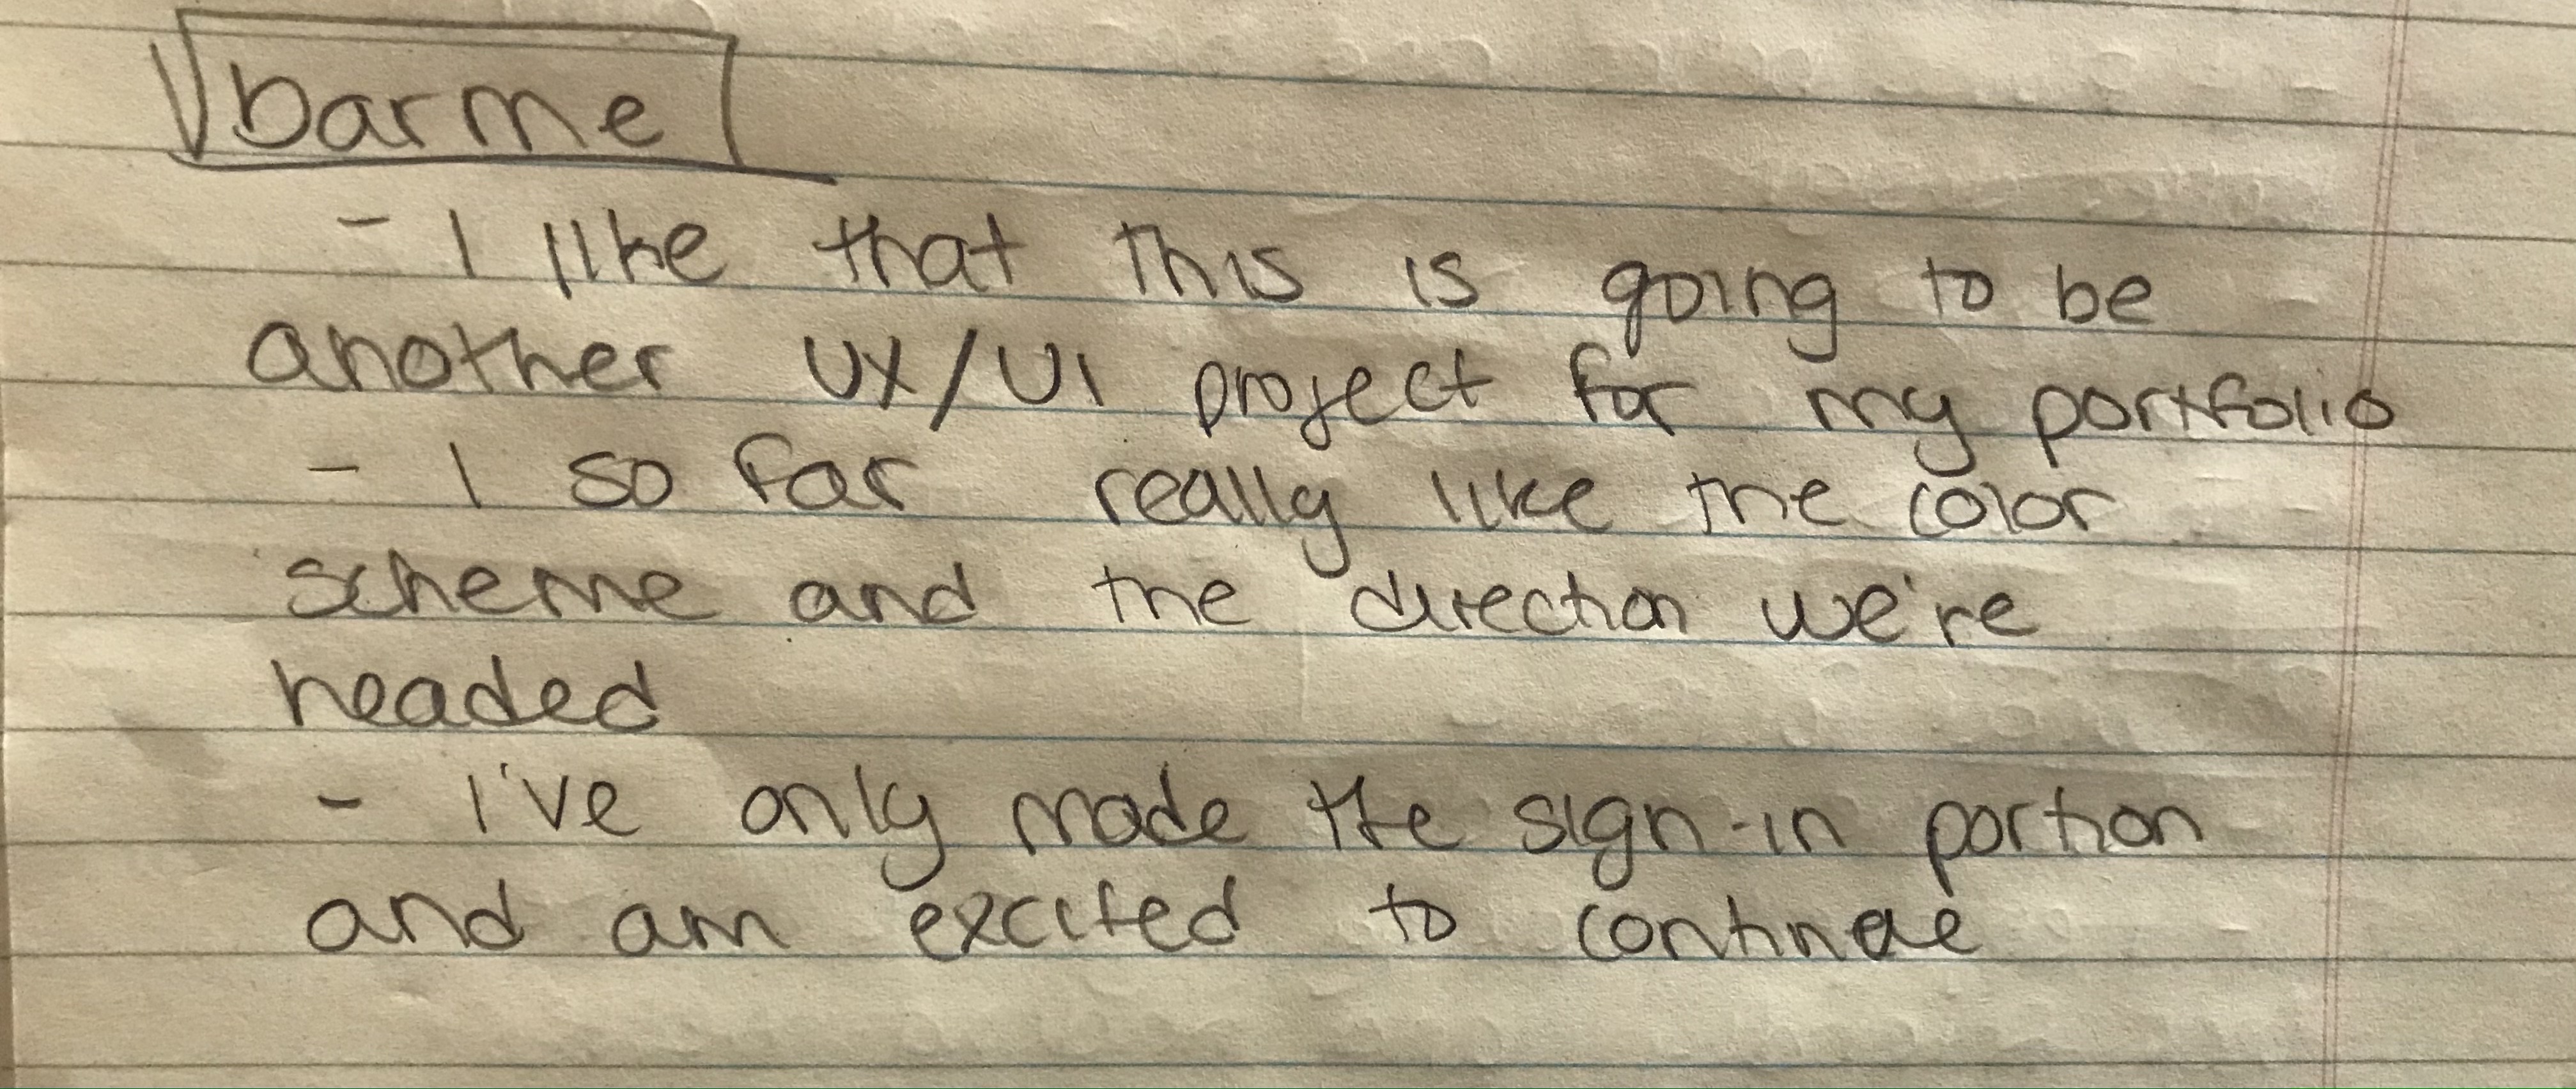 barme
- I like that this is going to be
another UX/UI project for my portfolio
- I so far really like the color
scheme and the direction we're
headed
- I've only made the sign-in portion
and am excited to continue